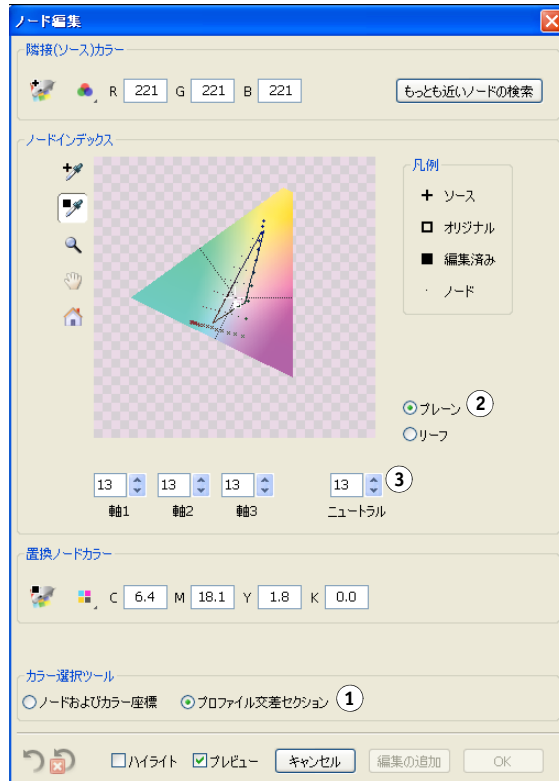 ノード編集
隣接(ソース)カラー
R 221 G 221 B 221 もっとも近いノードの検索
ノードインデックス
凡例
ソース
オリジナル
編集済み
ノード
プレーン 2
リーフ
13 13 13 13 3
軸1 軸2 軸3 ニュートラル
置換ノードカラー
C 6.4 M 18.1 Y 1.8 K 0.0
カラー選択ツール
ノードおよびカラー座標 プロファイル交差セクション 1
ハイライト プレビュー キャンセル 編集の追加 OK